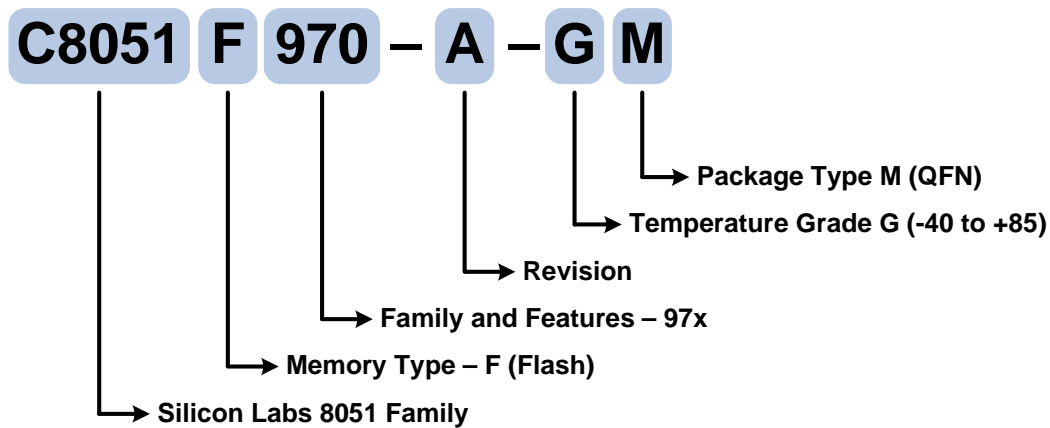 C8051 F 970 – A – G M
Package Type M (QFN)
Temperature Grade G (-40 to +85)
Revision
Family and Features – 97x
Memory Type – F (Flash)
Silicon Labs 8051 Family